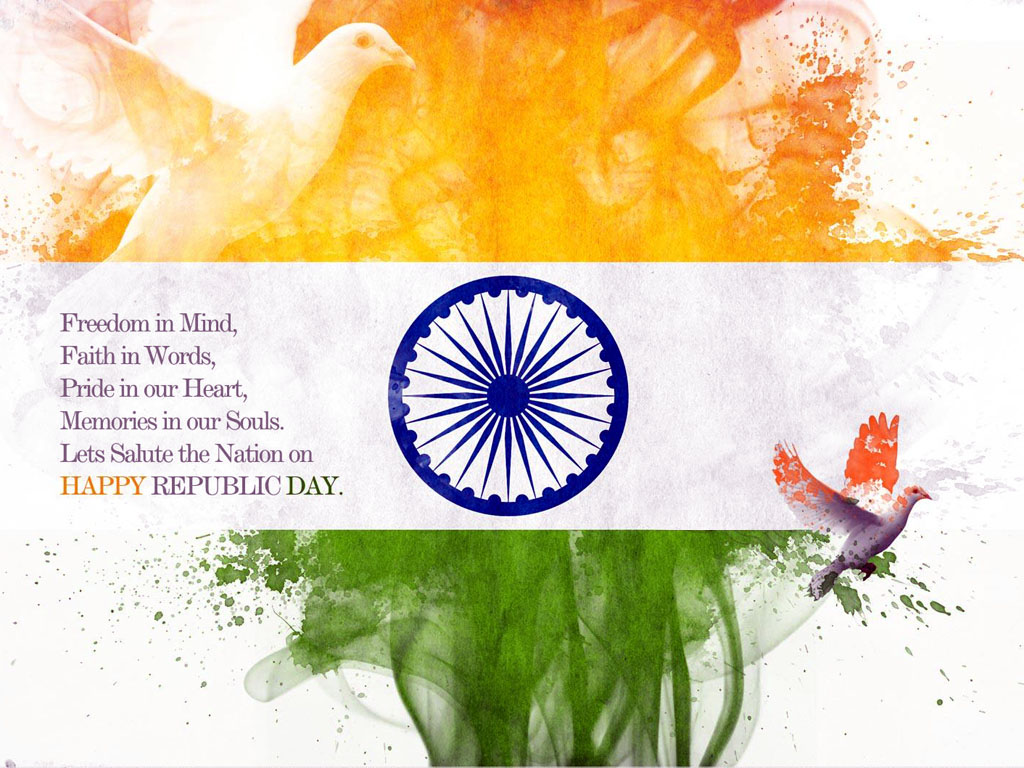 Freedom in Mind,
Faith in Words,
Pride in our Heart,
Memories in our Souls.
Lets Salute the Nation on
HAPPY REPUBLIC DAY.